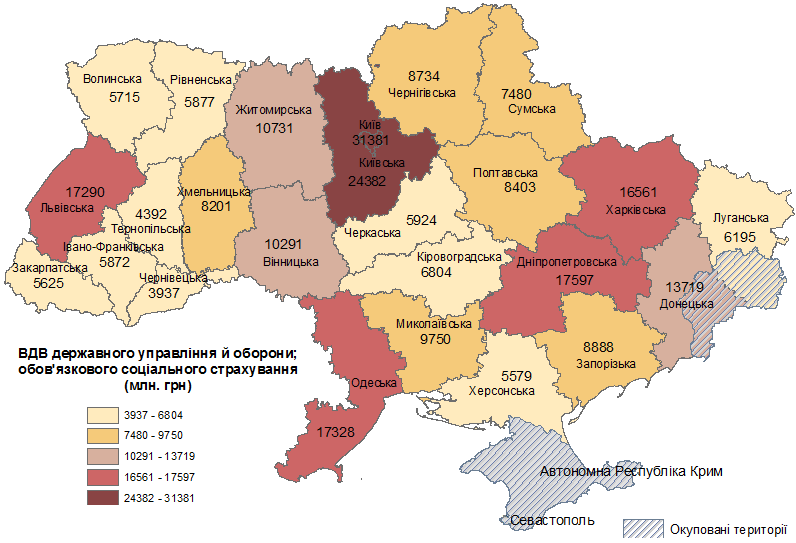 8734
Чернігівська
7480
Сумська
Волинська
5715
Рівненська
5877
Житомирська
10731
Київ
31381
Київська
24382
Полтавська
8403
16561
Харківська
Луганська
6195
17290
Львівська
Хмельницька
8201
4392
Тернопільська
Івано-Франківська
5872
Закарпатська
5625
Чернівецька
3937
10291
Вінницька
5924
Черкаська
Кіровоградська
6804
Дніпропетровська
17597
13719
Донецька
Миколаївська
9750
8888
Запорізька
5579
Херсонська
Одеська
17328
ВДВ державного управління й оборони;
обов'язкового соціального страхування
(млн. грн)
3937 - 6804
7480 - 9750
10291 - 13719
16561 - 17597
24382 - 31381
Автономна Республіка Крим
Севастополь
Окуповані території